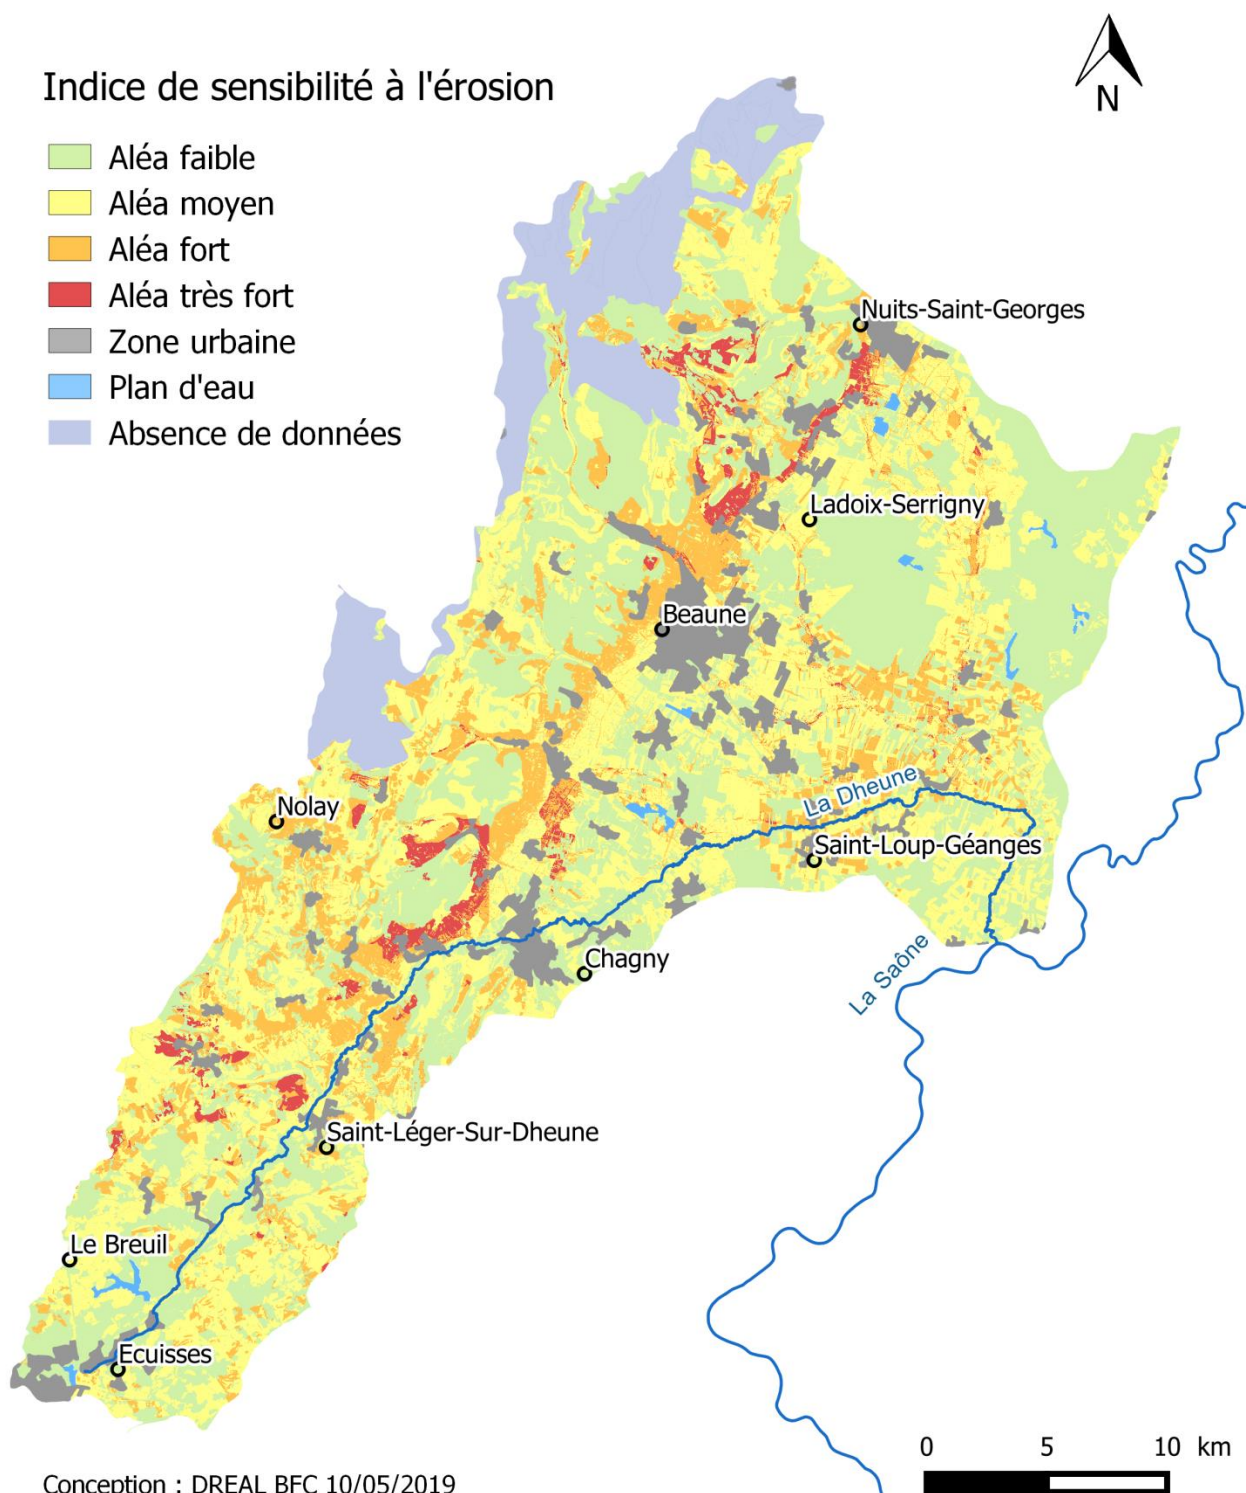 N
Indice de sensibilité à l'érosion
Aléa faible
Aléa moyen
Aléa fort
Aléa très fort
Zone urbaine
Plan d'eau
Absence de données
Nuits-Saint-Georges
Ladoix-Serrigny
Beaune
La Dheune
Nolay
Saint-Loup-Géanges
La Saône
Chagny
Saint-Léger-Sur-Dheune
Le Breuil
Ecuisses
0 5 10 km
Conception : DREAL BFC 10/05/2019